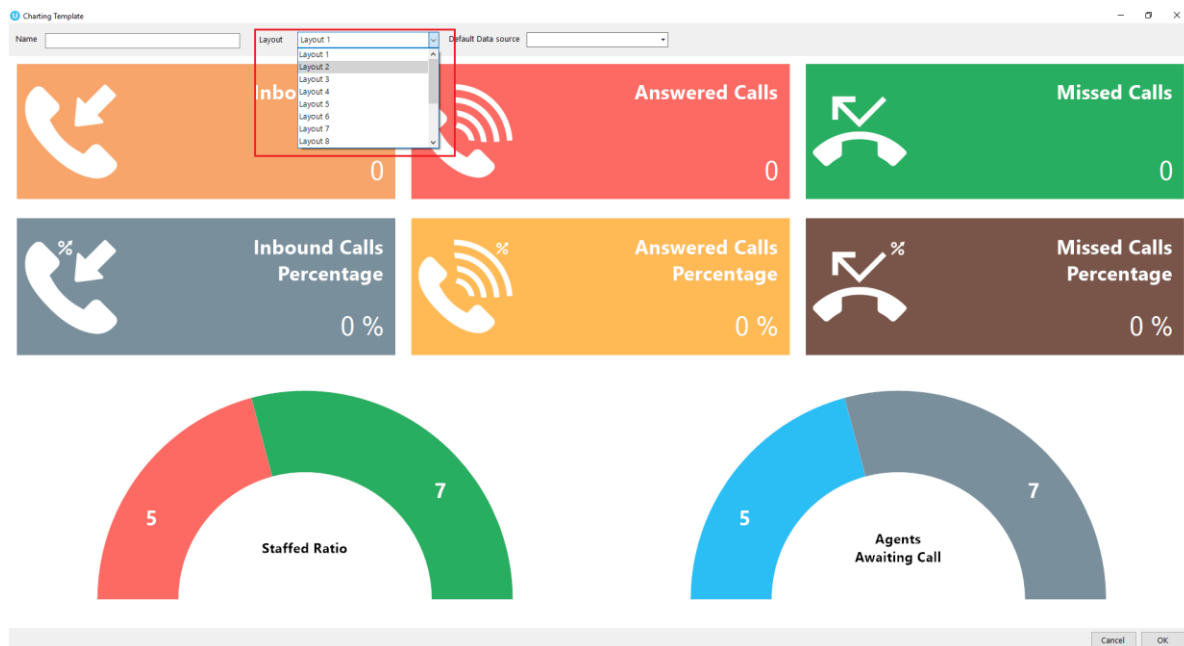 Charting Template
Name Layout Layout 1 Default Data source
Layout 1
Layout 2
Layout 3
Layout 4
Layout 5
Layout 6
Layout 7
Layout 8
Answered Calls
0
Missed Calls
0
0
Inbound Calls
Percentage
0 %
%
Answered Calls
Percentage
0 %
%
Missed Calls
Percentage
0 %
%
5
7
Staffed Ratio
5
7
Agents
Awaiting Call
Cancel OK